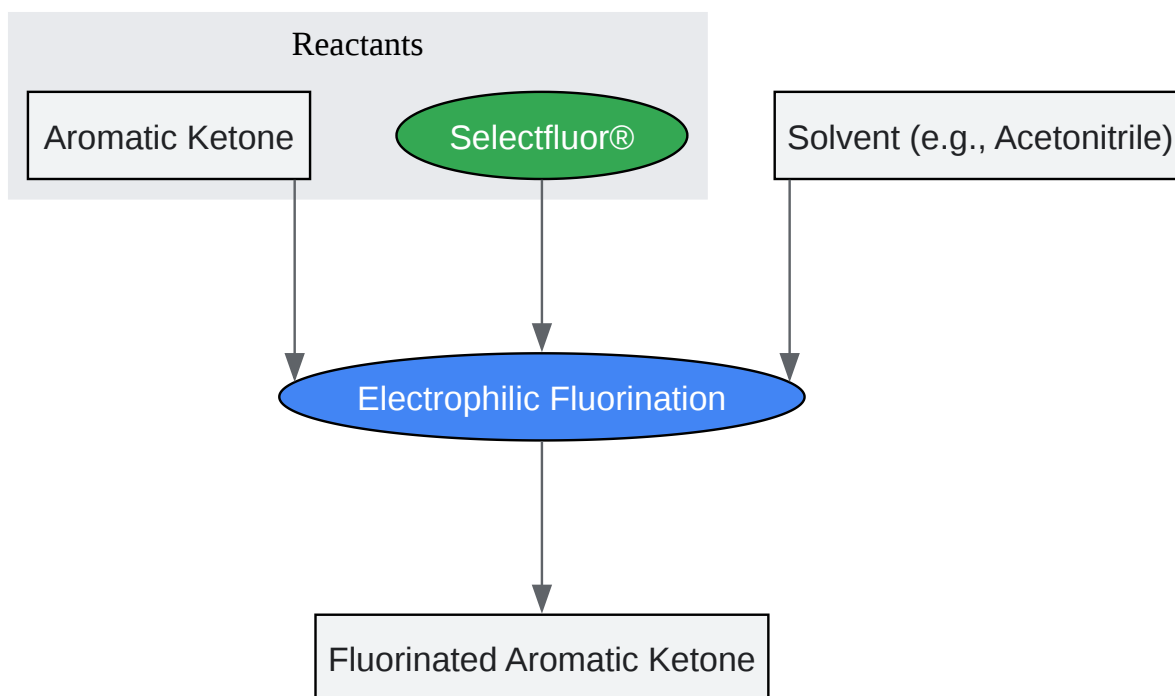 Reactants
Aromatic Ketone
Selectfluor®
Solvent (e.g., Acetonitrile)
Electrophilic Fluorination
Fluorinated Aromatic Ketone